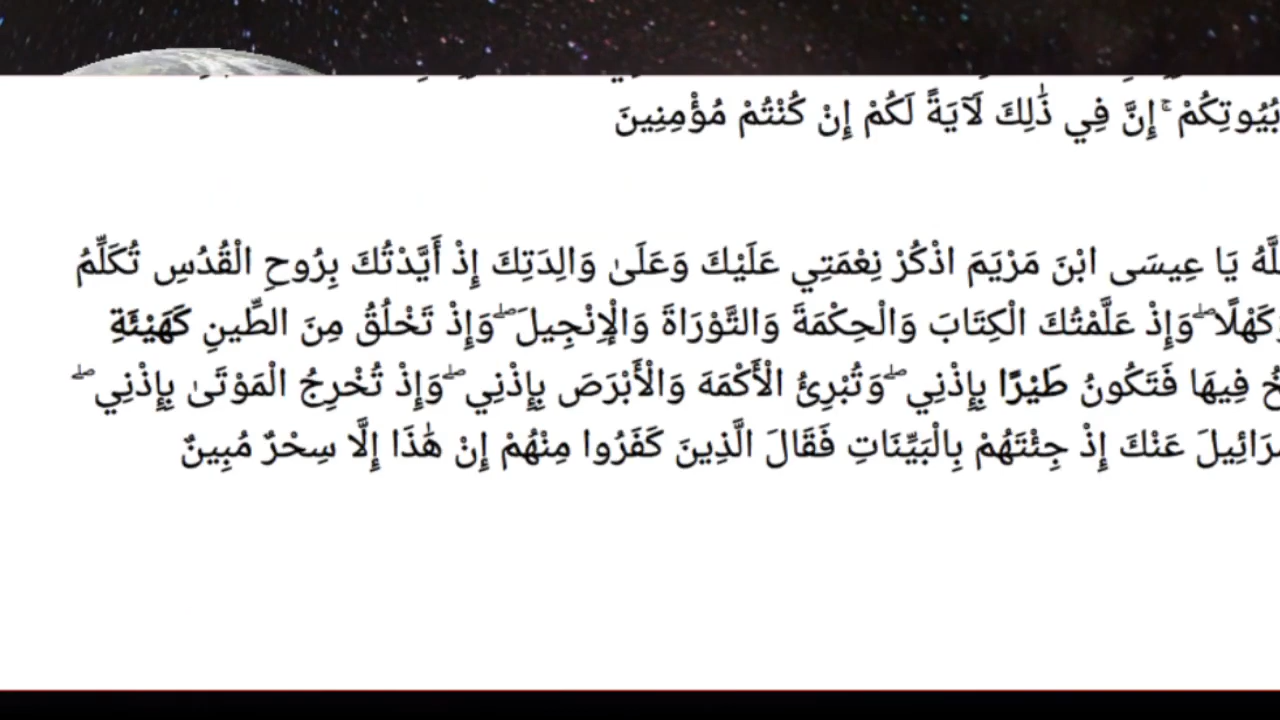 بُيُوتِكُمْ ۚ إِنَّ فِي ذَٰلِكَ لَآيَةً لَكُمْ إِنْ كُنْتُمْ مُؤْمِنِينَ
يَا عِيسَى ابْنَ مَرْيَمَ اذْكُرْ نِعْمَتِي عَلَيْكَ وَعَلَىٰ وَالِدَتِكَ إِذْ أَيَّدْتُكَ بِرُوحِ الْقُدُسِ تُكَلِّمُ
وَكَهْلًا ۖ وَإِذْ عَلَّمْتُكَ الْكِتَابَ وَالْحِكْمَةَ وَالتَّوْرَاةَ وَالْإِنْجِيلَ ۖ وَإِذْ تَخْلُقُ مِنَ الطِّينِ كَهَيْئَةِ
فِيهَا فَتَكُونُ طَيْرًا بِإِذْنِي ۖ وَتُبْرِئُ الْأَكْمَهَ وَالْأَبْرَصَ بِإِذْنِي ۖ وَإِذْ تُخْرِجُ الْمَوْتَىٰ بِإِذْنِي ۖ
عَنْكَ إِذْ جِئْتَهُمْ بِالْبَيِّنَاتِ فَقَالَ الَّذِينَ كَفَرُوا مِنْهُمْ إِنْ هَٰذَا إِلَّا سِحْرٌ مُبِينٌ